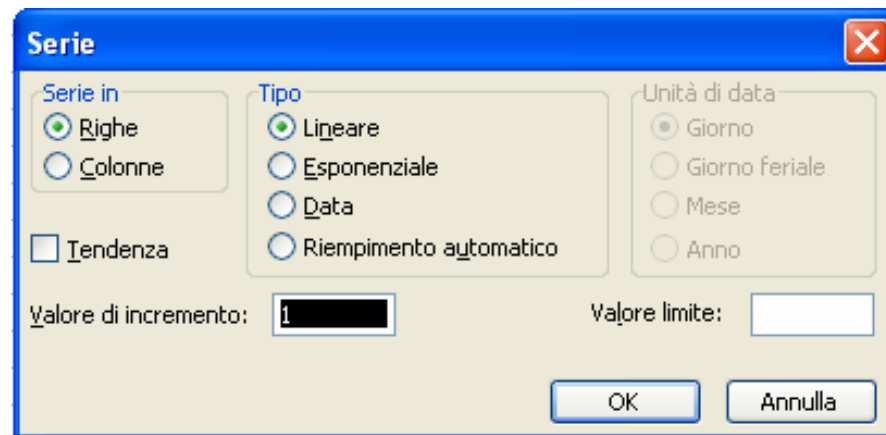 Serie
Serie in
Righe
Colonne
Tendenza
Tipo
Lineare
Esponenziale
Data
Riempimento automatico
Unità di data
Giorno
Giorno feriale
Mese
Anno
Valore di incremento: 1
Valore limite:
OK
Annulla